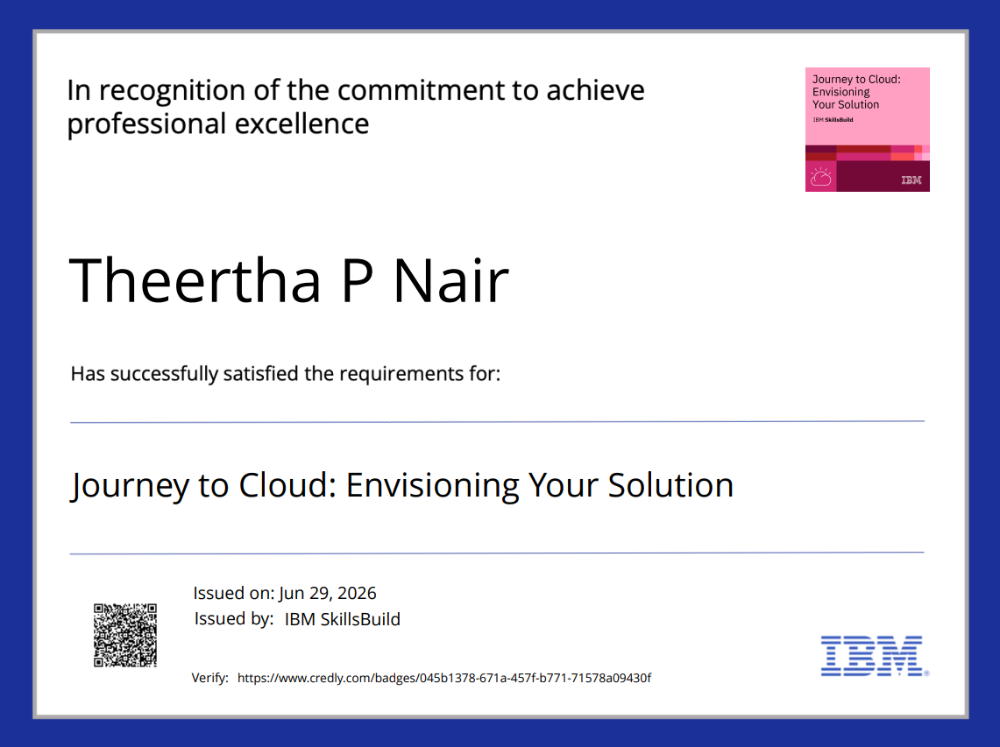 In recognition of the commitment to achieve
professional excellence
Journey to Cloud:
Envisioning
Your Solution
IBM SkillsBuild
IBM
Theertha P Nair
Has successfully satisfied the requirements for:
Journey to Cloud: Envisioning Your Solution
Issued on: Jun 29, 2026
Issued by: IBM SkillsBuild
Verify: https://www.credly.com/badges/045b1378-671a-457f-b771-71578a09430f
IBM®